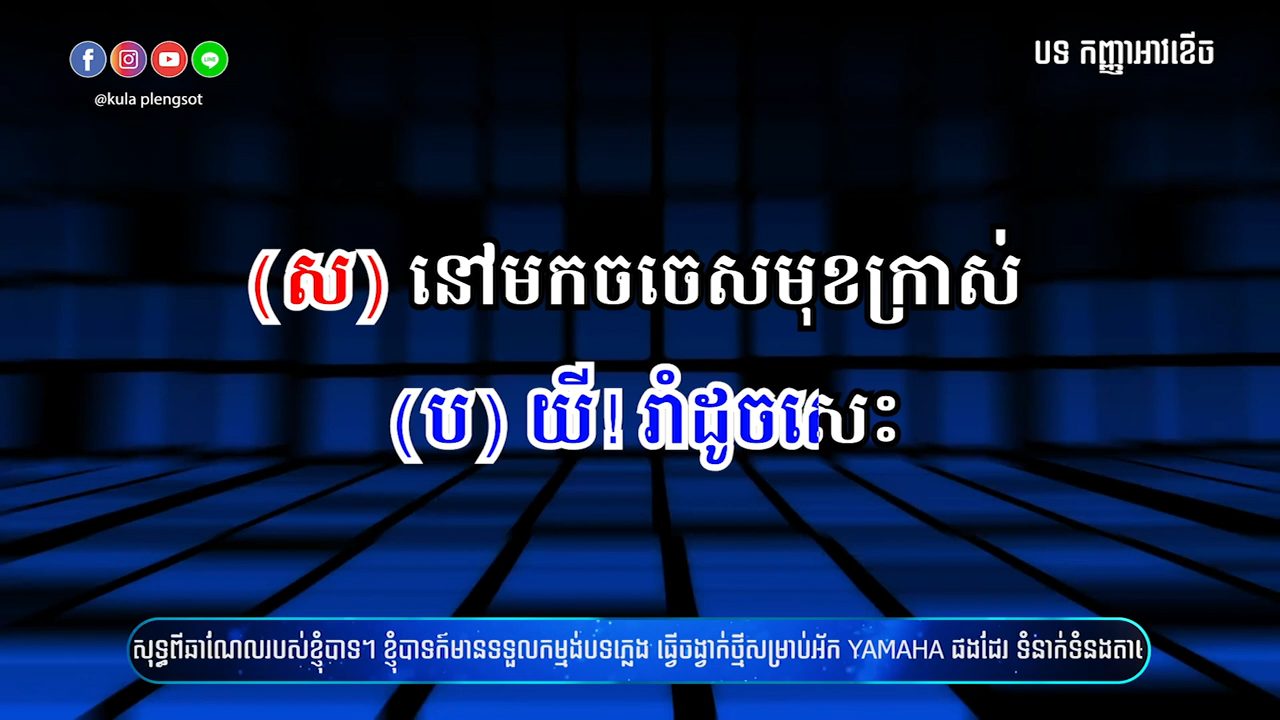 បទ កញ្ញាអាវខើច
@kula plengsot
(ស) នៅមកចចេសមុខក្រាស់
(ប) យី! រាំដូចសេះ
សុទ្ធពីឆាណែលរបស់ខ្ញុំបាទ។ ខ្ញុំបាទក៍មានទទួលកម្មង់បទភ្លេង ធ្វើចង្វាក់ថ្មីសម្រាប់អ័ក YAMAHA ផងដែរ ទំនាក់ទំនងតាម